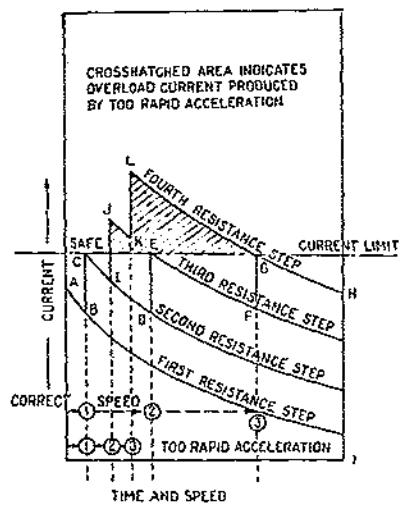 CROSSHATCHED AREA INDICATES
OVERLOAD CURRENT PRODUCED
BY TOO RAPID ACCELERATION
L
FOURTH RESISTANCE STEP
J
SAFE
K
E
CURRENT LIMIT
C
G
THIRD RESISTANCE STEP
A
I
H
B
D
F
SECOND RESISTANCE STEP
FIRST RESISTANCE STEP
CURRENT
CORRECT
SPEED
1
2
3
1
2
3
TOO RAPID ACCELERATION
TIME AND SPEED